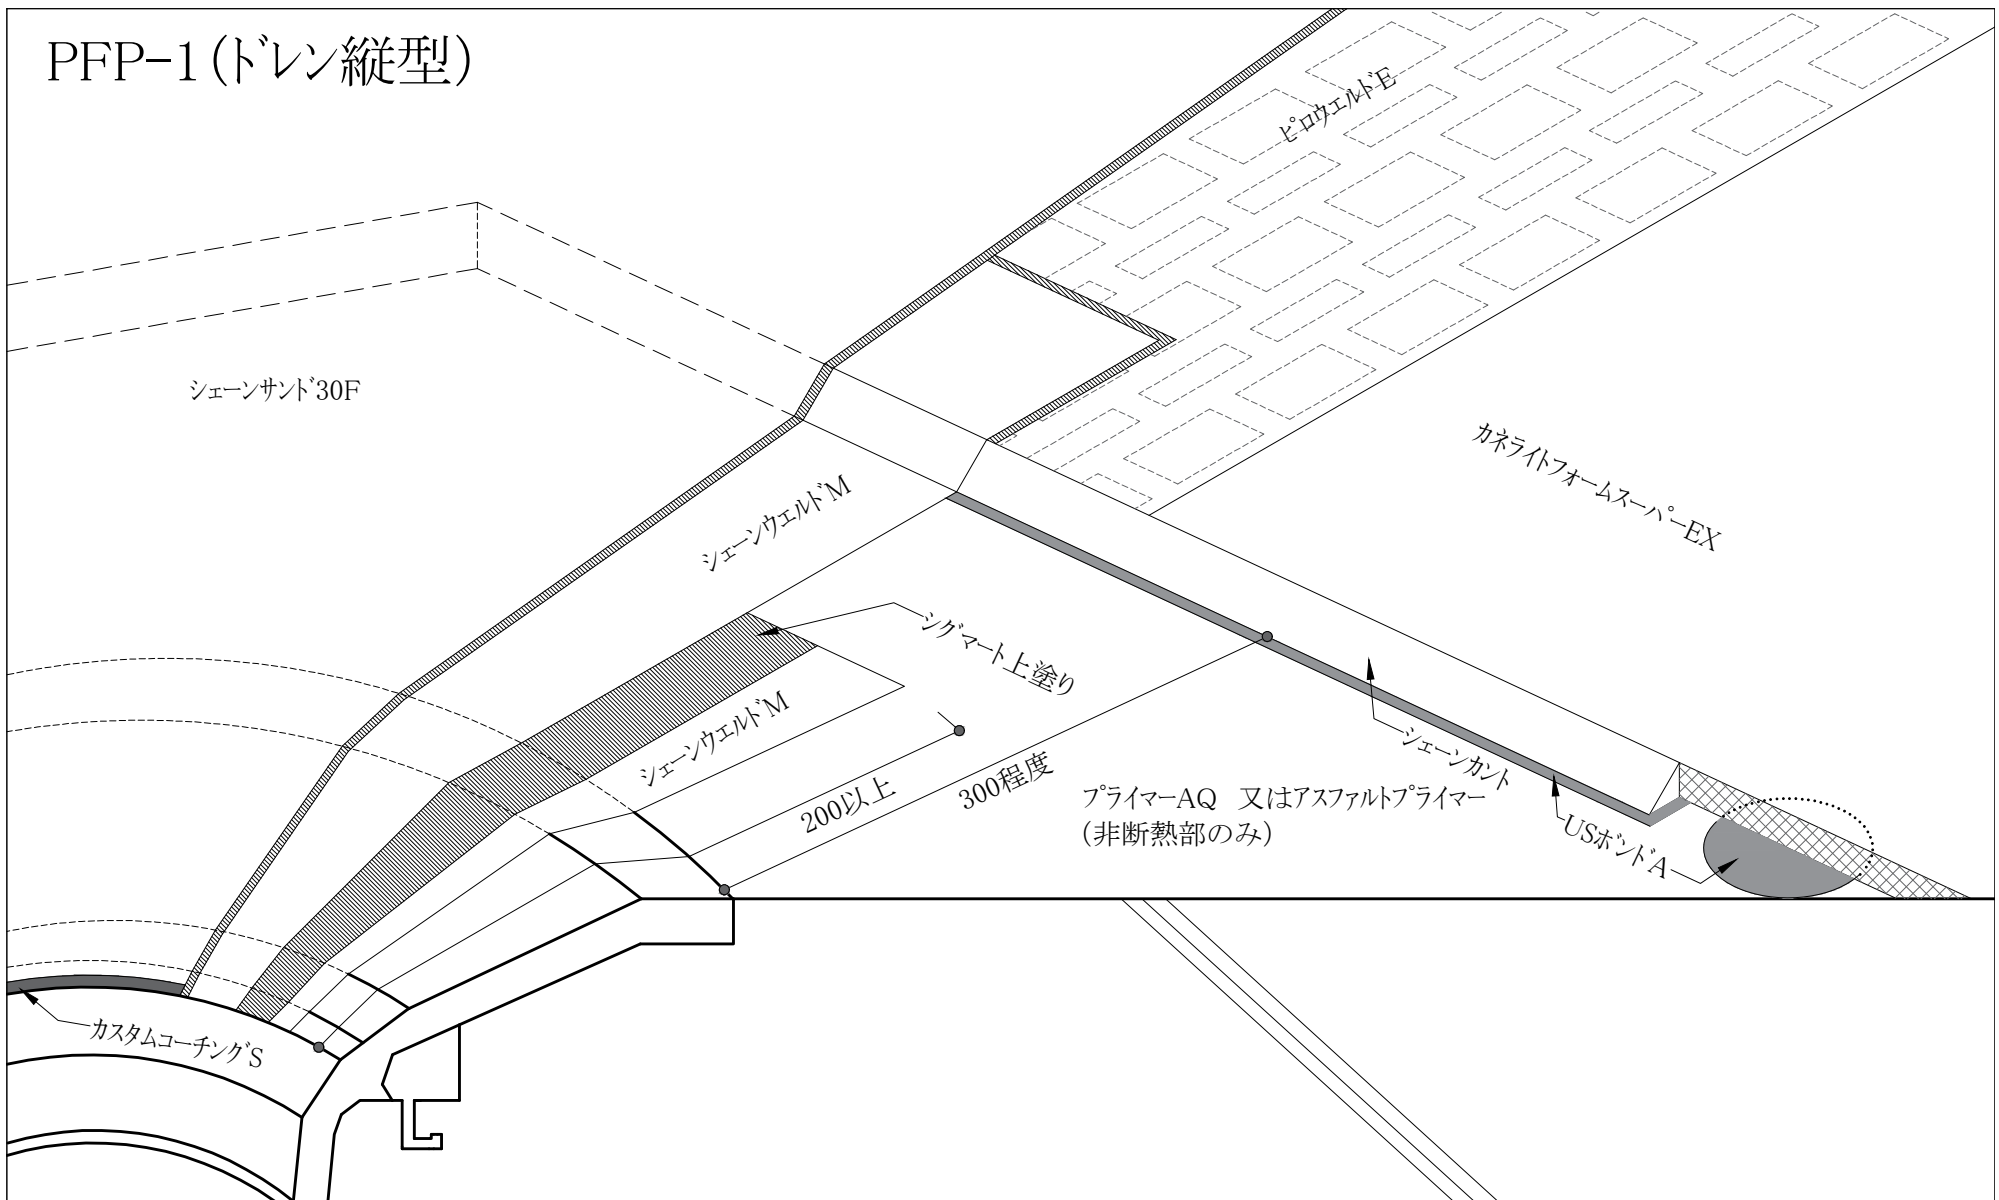 PFP-1(ドレン縦型)
ピロウエルドE
シェーンサンド30F
カネライトフォームスーパーEX
シェーンウェルドM
シグマート上塗り
シェーンウエルドM
シェーンカント
200以上
300程度
プライマーAQ 又はアスファルトプライマー
(非断熱部のみ)
USボンドA
カスタムコーチングS